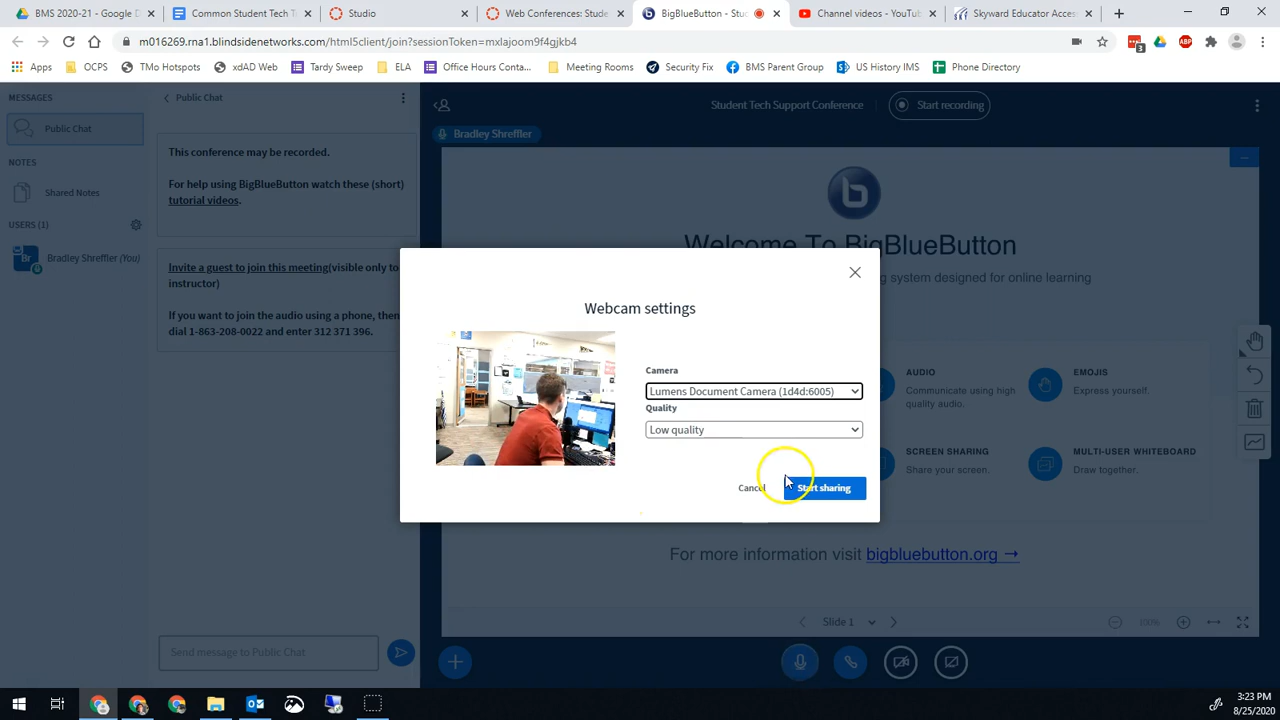 BMS 2020-21 - Google D
Common Student Tech T
Studio
Web Conferences: Stude
BigBlueButton - Stu
Channel videos - YouTu
Skyward Educator Acces
m016269.rna1.blindsidenetworks.com/html5client/join?sessionToken=mxlajoom9f4gjkb4
3
ABP
Apps
OCPS
TMo Hotspots
xdAD Web
Tardy Sweep
ELA
Office Hours Conta...
Meeting Rooms
Security Fix
BMS Parent Group
US History IMS
Phone Directory
MESSAGES
Public Chat
NOTES
Shared Notes
USERS (1)
Br
Bradley Shreffler (You)
Public Chat
This conference may be recorded.
For help using BigBlueButton watch these (short)
tutorial videos.
Invite a guest to join this meeting(visible only to
instructor)
If you want to join the audio using a phone, then
dial 1-863-208-0022 and enter 312 371 396.
Send message to Public Chat
Student Tech Support Conference
Start recording
Bradley Shreffler
b
Welcome To BigBlueButton
g system designed for online learning
AUDIO
Communicate using high
quality audio.
EMOJIS
Express yourself.
SCREEN SHARING
Share your screen.
MULTI-USER WHITEBOARD
Draw together.
For more information visit bigbluebutton.org →
Slide 1
100%
Webcam settings
Camera
Lumens Document Camera (1d4d:6005)
Quality
Low quality
Cancel
Start sharing
3:23 PM
8/25/2020